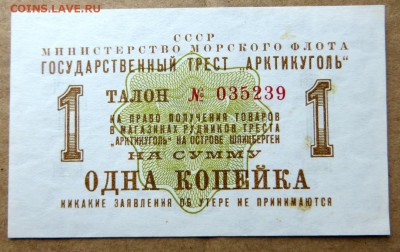 COINS.LAVE.RU
СССР
МИНИСТЕРСТВО МОРСКОГО ФЛОТА
ГОСУДАРСТВЕННЫЙ ТРЕСТ „АРКТИКУГОЛЬ"
1 ТАЛОН № 035239 1
НА ПРАВО ПОЛУЧЕНИЯ ТОВАРОВ
В МАГАЗИНАХ РУДНИКОВ ТРЕСТА
„АРКТИКУГОЛЬ" НА ОСТРОВЕ ШПИЦБЕРГЕН
НА СУММУ
ОДНА КОПЕЙКА
НИКАКИЕ ЗАЯВЛЕНИЯ ОБ УТЕРЕ НЕ ПРИНИМАЮТСЯ